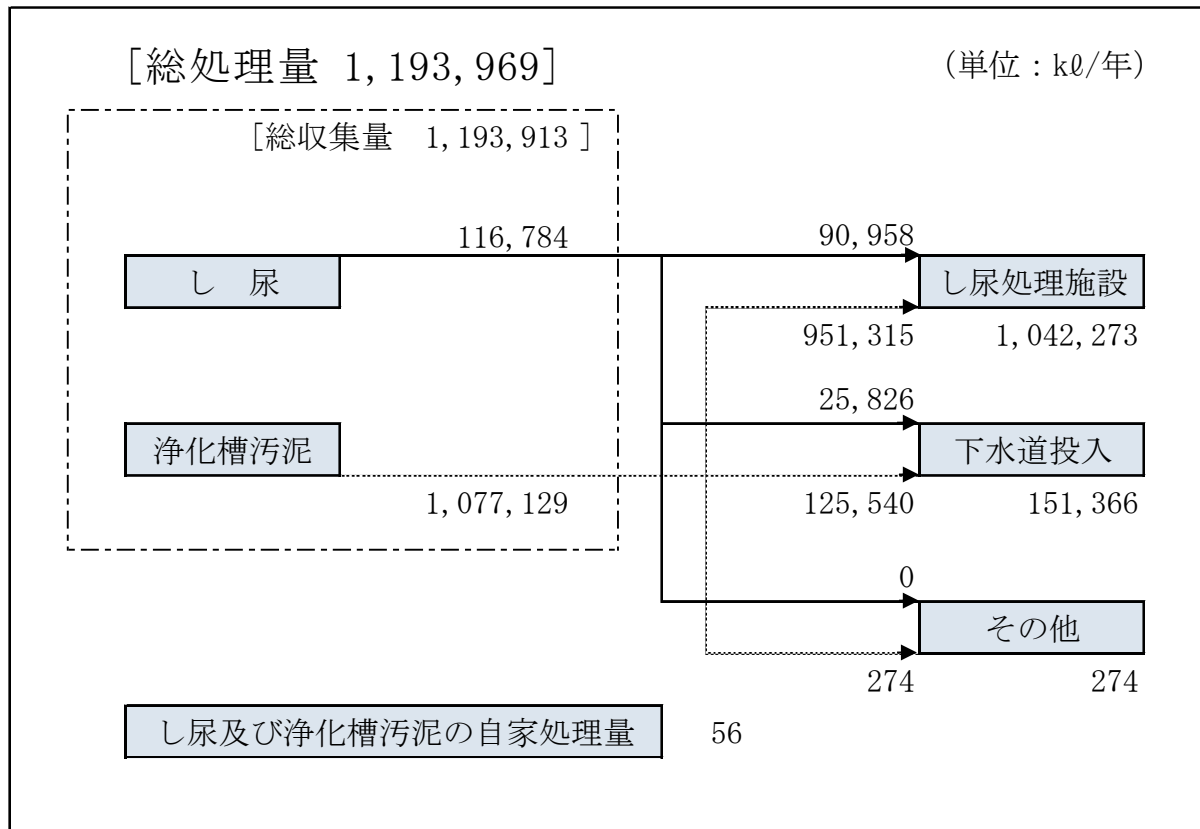 [総処理量 1,193,969]
(単位：kℓ/年)
[総収集量 1,193,913 ]
116,784
90,958
し 尿
し尿処理施設
951,315
1,042,273
25,826
浄化槽汚泥
下水道投入
1,077,129
125,540
151,366
0
その他
274
274
し尿及び浄化槽汚泥の自家処理量
56